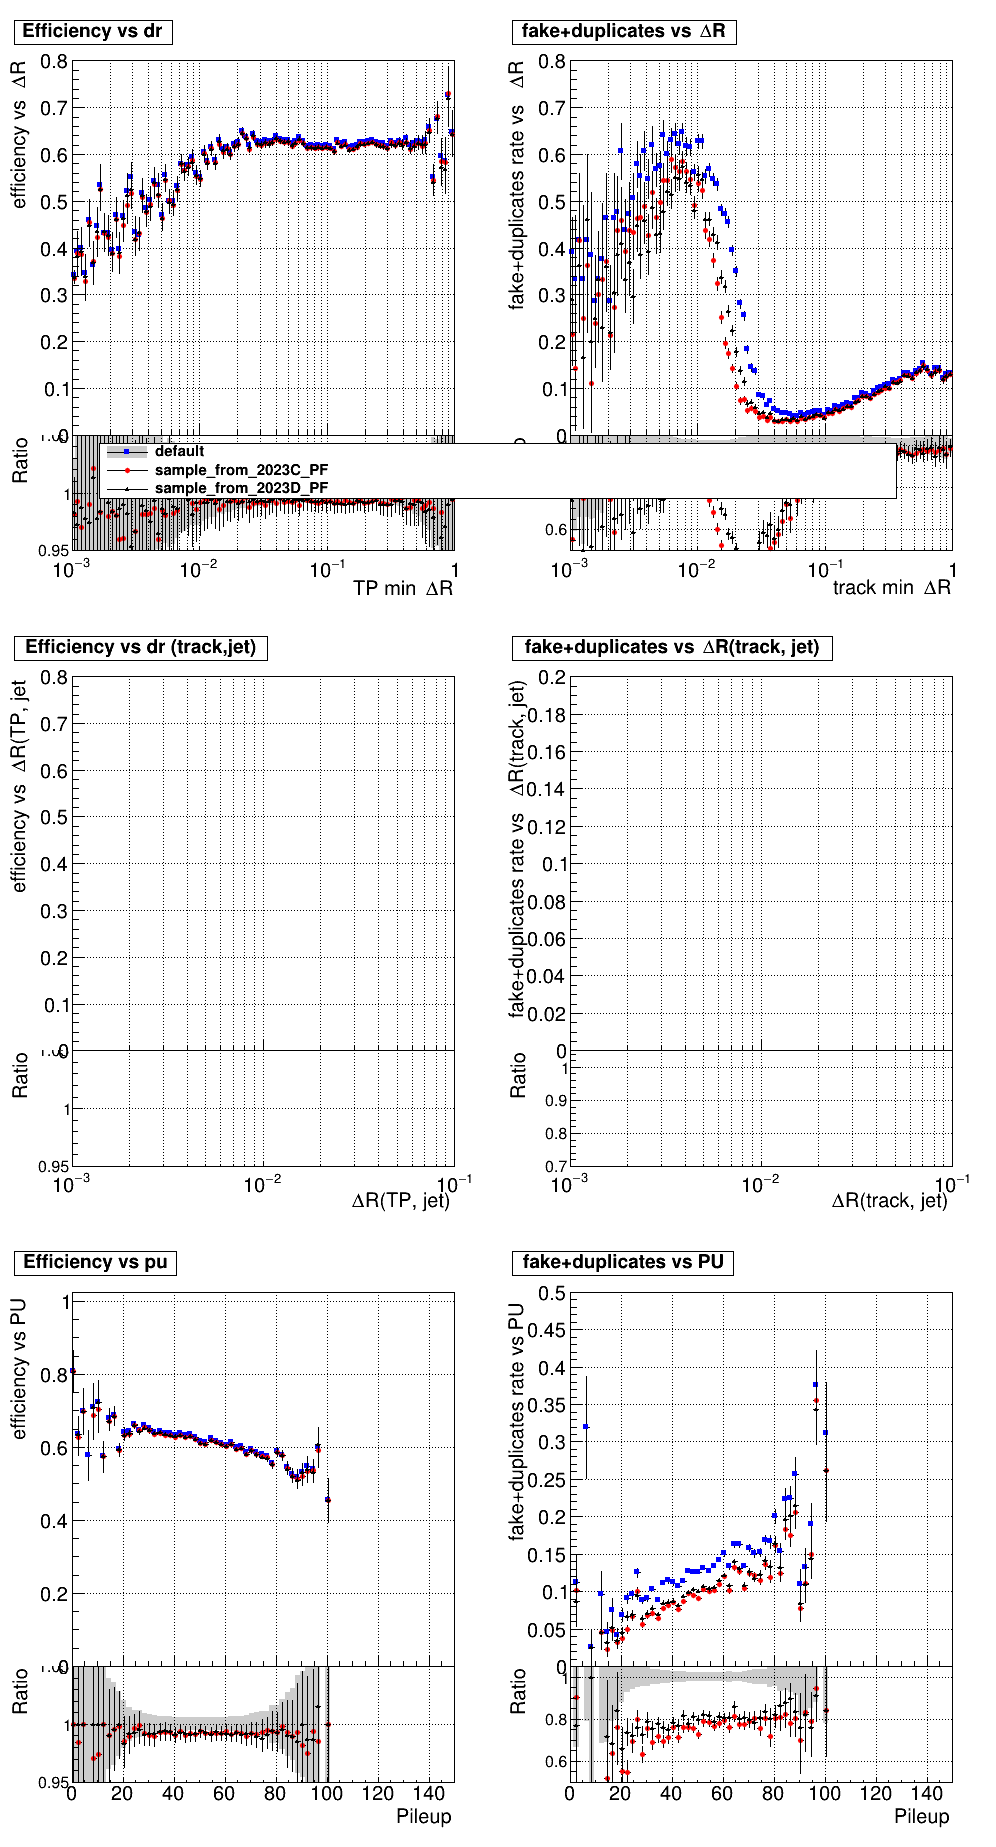 Efficiency vs dr
fake+duplicates vs ΔR
efficiency vs ΔR
0.8
0.7
0.6
0.5
0.4
0.3
0.2
0.1
0
fake+duplicates rate vs ΔR
0.8
0.7
0.6
0.5
0.4
0.3
0.2
0.1
0
default
sample_from_2023C_PF
sample_from_2023D_PF
Ratio
1
0.95
0.6
10⁻³ 10⁻² 10⁻¹ 1
TP min ΔR
10⁻³ 10⁻² 10⁻¹ 1
track min ΔR
Efficiency vs dr (track,jet)
fake+duplicates vs ΔR(track, jet)
efficiency vs ΔR(TP, jet
0.8
0.7
0.6
0.5
0.4
0.3
0.2
0.1
0
fake+duplicates rate vs ΔR(track, jet)
0.2
0.18
0.16
0.14
0.12
0.1
0.08
0.06
0.04
0.02
0
Ratio
1
0.95
Ratio
1
0.9
0.8
0.7
10⁻³ 10⁻² 10⁻¹
ΔR(TP, jet)
10⁻³ 10⁻² 10⁻¹
ΔR(track, jet)
Efficiency vs pu
fake+duplicates vs PU
efficiency vs PU
1
0.8
0.6
0.4
0.2
0
fake+duplicates rate vs PU
0.5
0.45
0.4
0.35
0.3
0.25
0.2
0.15
0.1
0.05
0
Ratio
1
0.95
Ratio
1
0.8
0.6
0 20 40 60 80 100 120 140
Pileup
0 20 40 60 80 100 120 140
Pileup